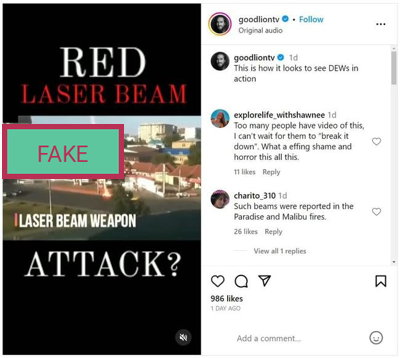 RED
LASER BEAM
FAKE
LASER BEAM WEAPON
ATTACK?
goodliontv • Follow
Original audio
goodliontv 1d
This is how it looks to see DEWs in
action
explorelife_withshawnee 1d
Too many people have video of this,
I can't wait for them to "break it
down". What a effing shame and
horror this all this.
11 likes Reply
charito_310 1d
Such beams were reported in the
Paradise and Malibu fires.
26 likes Reply
View all 1 replies
986 likes
1 DAY AGO
Add a comment...